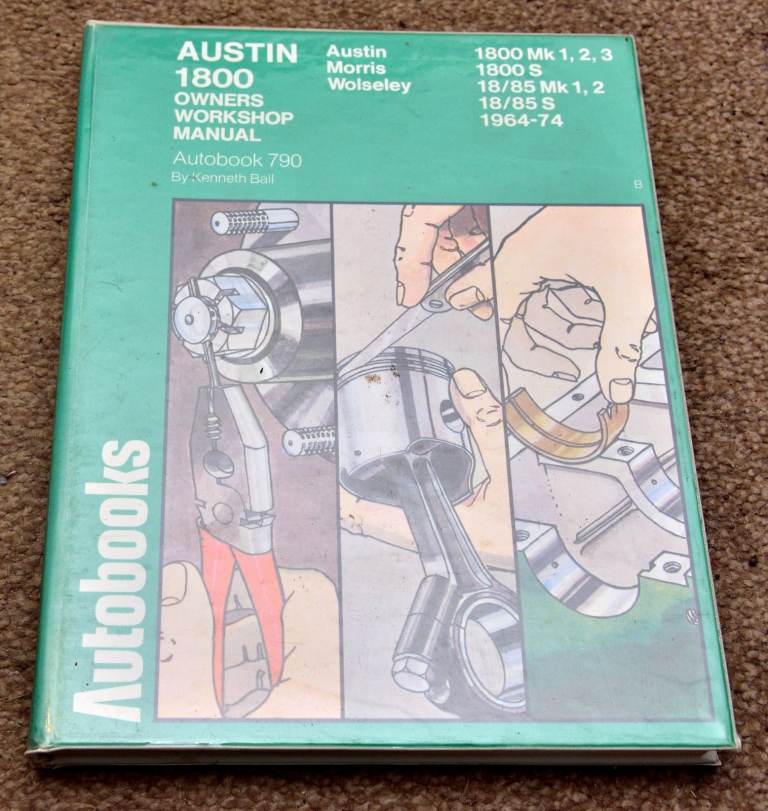 AUSTIN
1800
OWNERS
WORKSHOP
MANUAL
Autobook 790
By Kenneth Ball
Austin
Morris
Wolseley
1800 Mk 1, 2, 3
1800 S
18/85 Mk 1, 2
18/85 S
1964-74
B
Autobooks